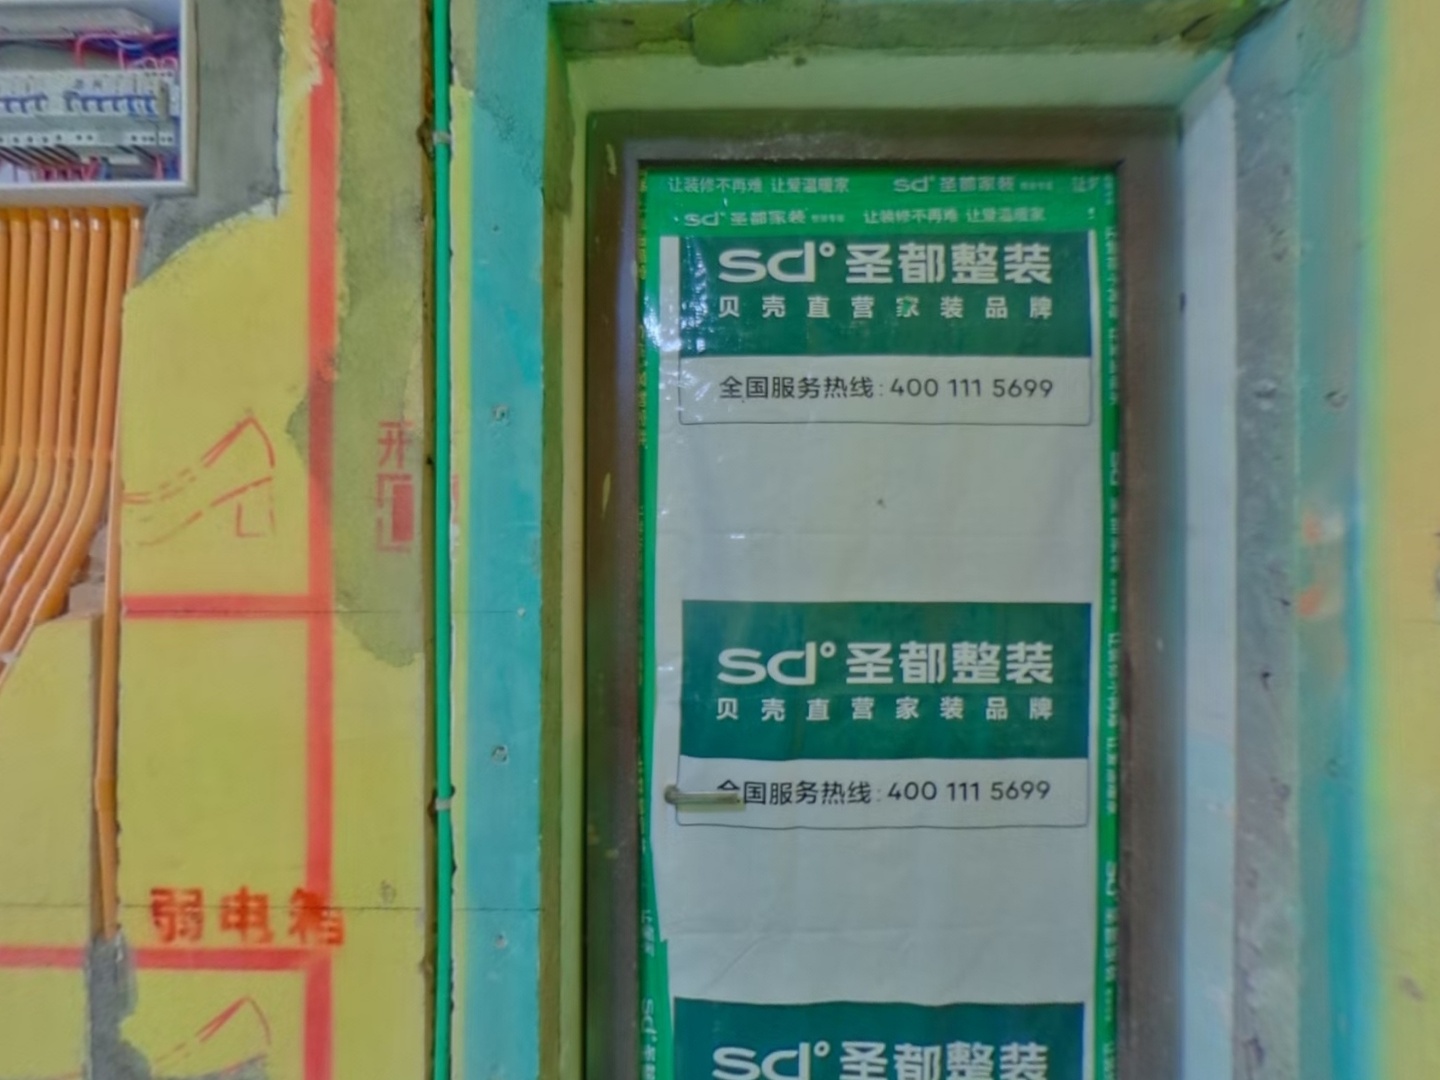 让装修不再难 让爱温暖家 sd° 圣都家装
sd° 圣都家装 让装修不再难 让爱温暖家
sd° 圣都整装
贝壳直营家装品牌
全国服务热线:400 111 5699
开
sd° 圣都整装
贝壳直营家装品牌
全国服务热线:400 111 5699
弱电箱
sd° 圣都整装